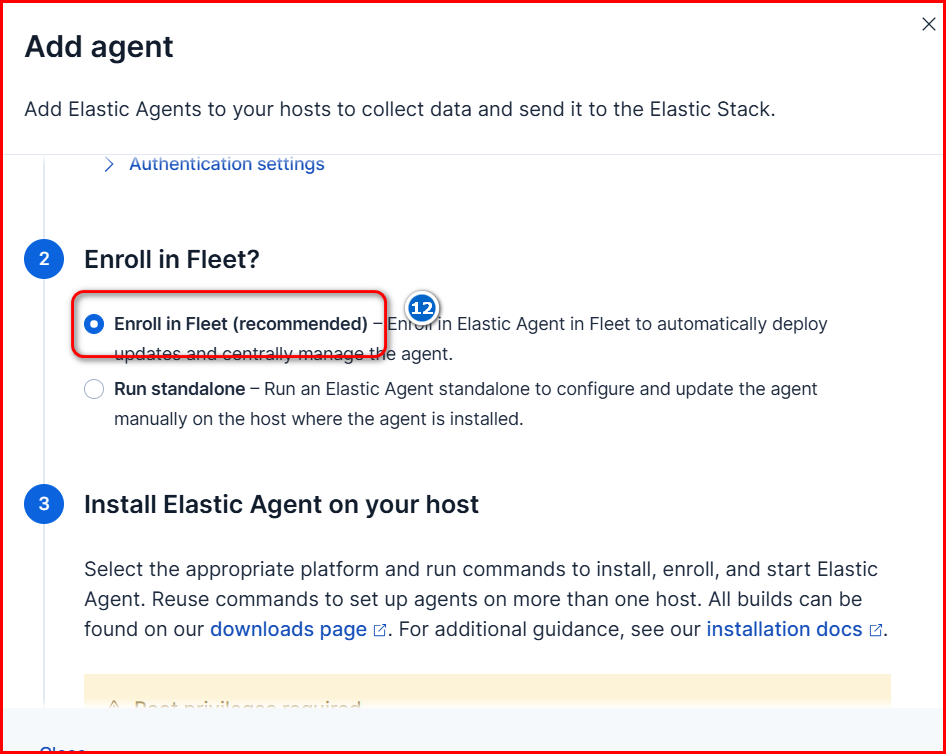 Add agent
Add Elastic Agents to your hosts to collect data and send it to the Elastic Stack.
Authentication settings
2 Enroll in Fleet?
12
Enroll in Fleet (recommended) – Enroll in Elastic Agent in Fleet to automatically deploy
updates and centrally manage the agent.
Run standalone – Run an Elastic Agent standalone to configure and update the agent
manually on the host where the agent is installed.
3 Install Elastic Agent on your host
Select the appropriate platform and run commands to install, enroll, and start Elastic
Agent. Reuse commands to set up agents on more than one host. All builds can be
found on our downloads page. For additional guidance, see our installation docs.
Root privileges required
Close